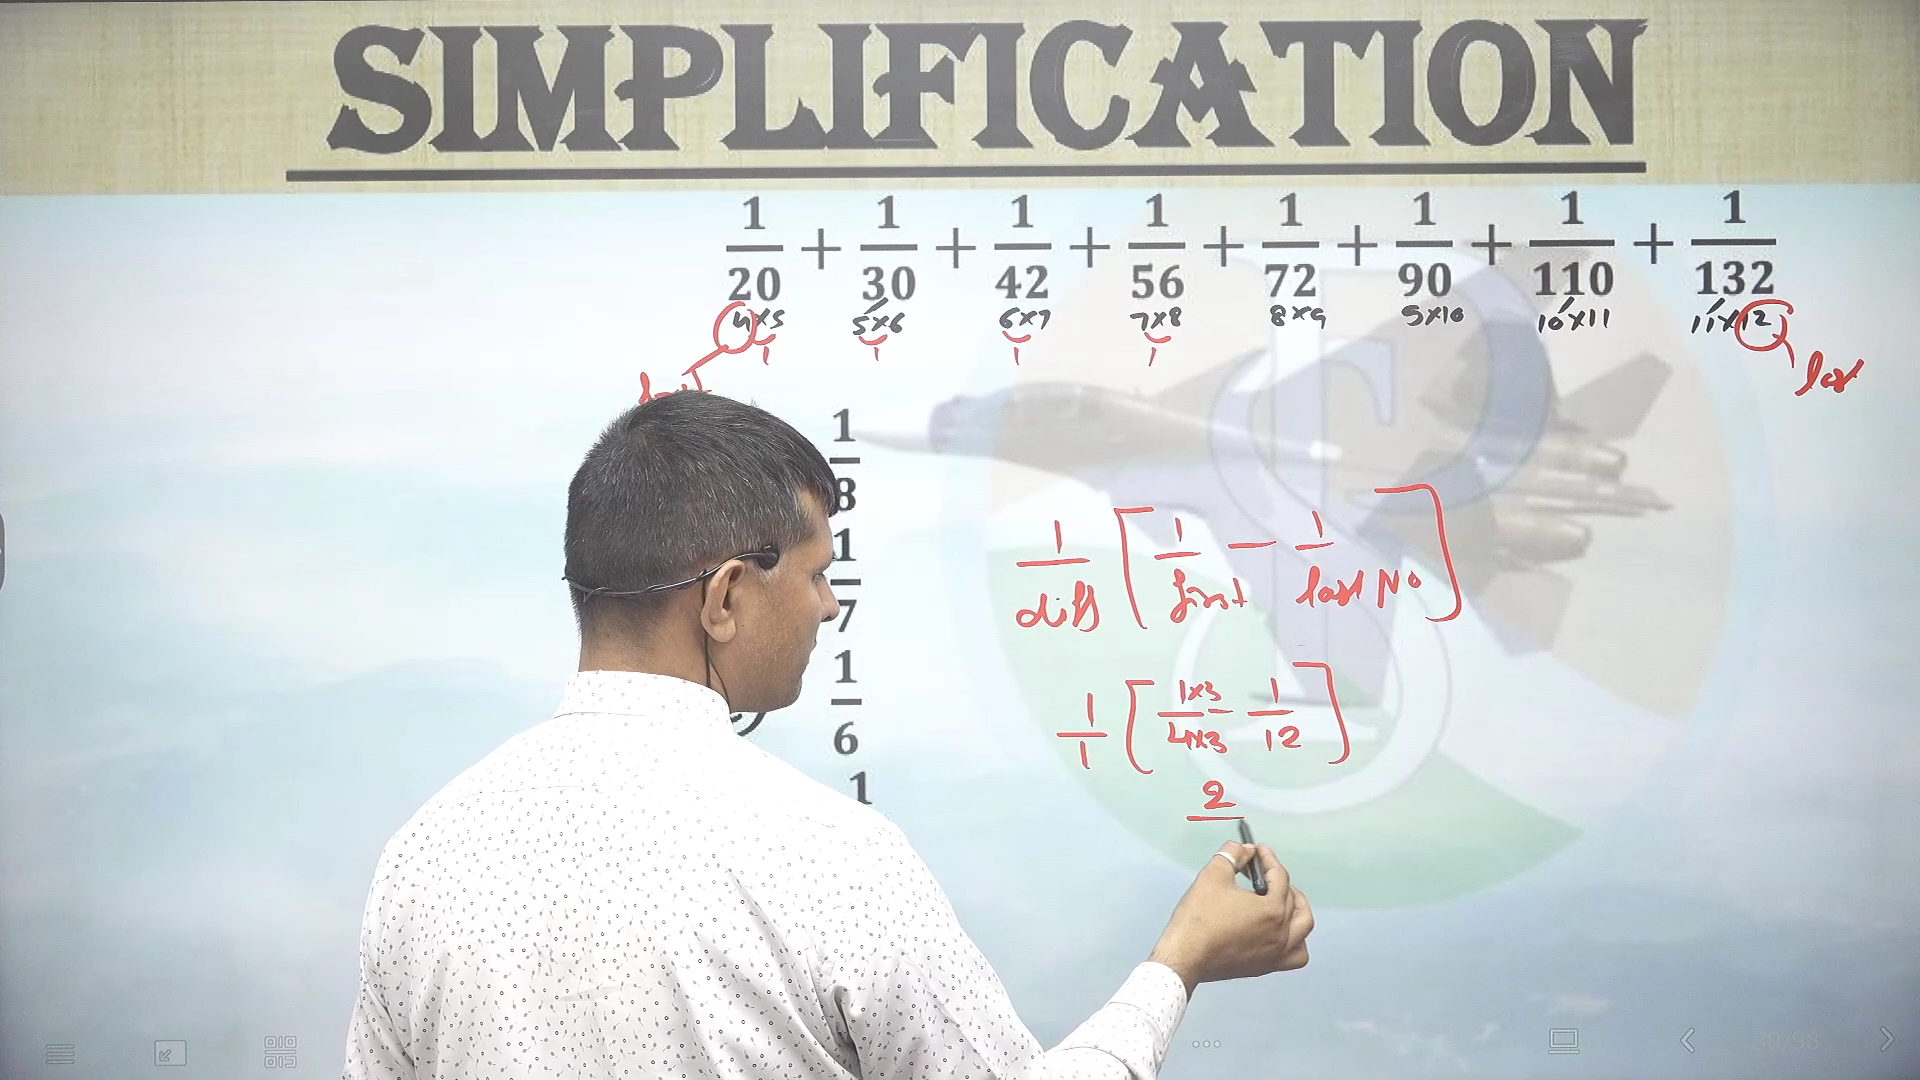 SIMPLIFICATION
1/20 + 1/30 + 1/42 + 1/56 + 1/72 + 1/90 + 1/110 + 1/132
4×5 5×6 6×7 7×8 8×9 9×10 10×11 11×12
last
1/8
1/7
1/6
1
1/diff [1/first - 1/last No]
1/1 [1×3/4×3 - 1/12]
2
30/98